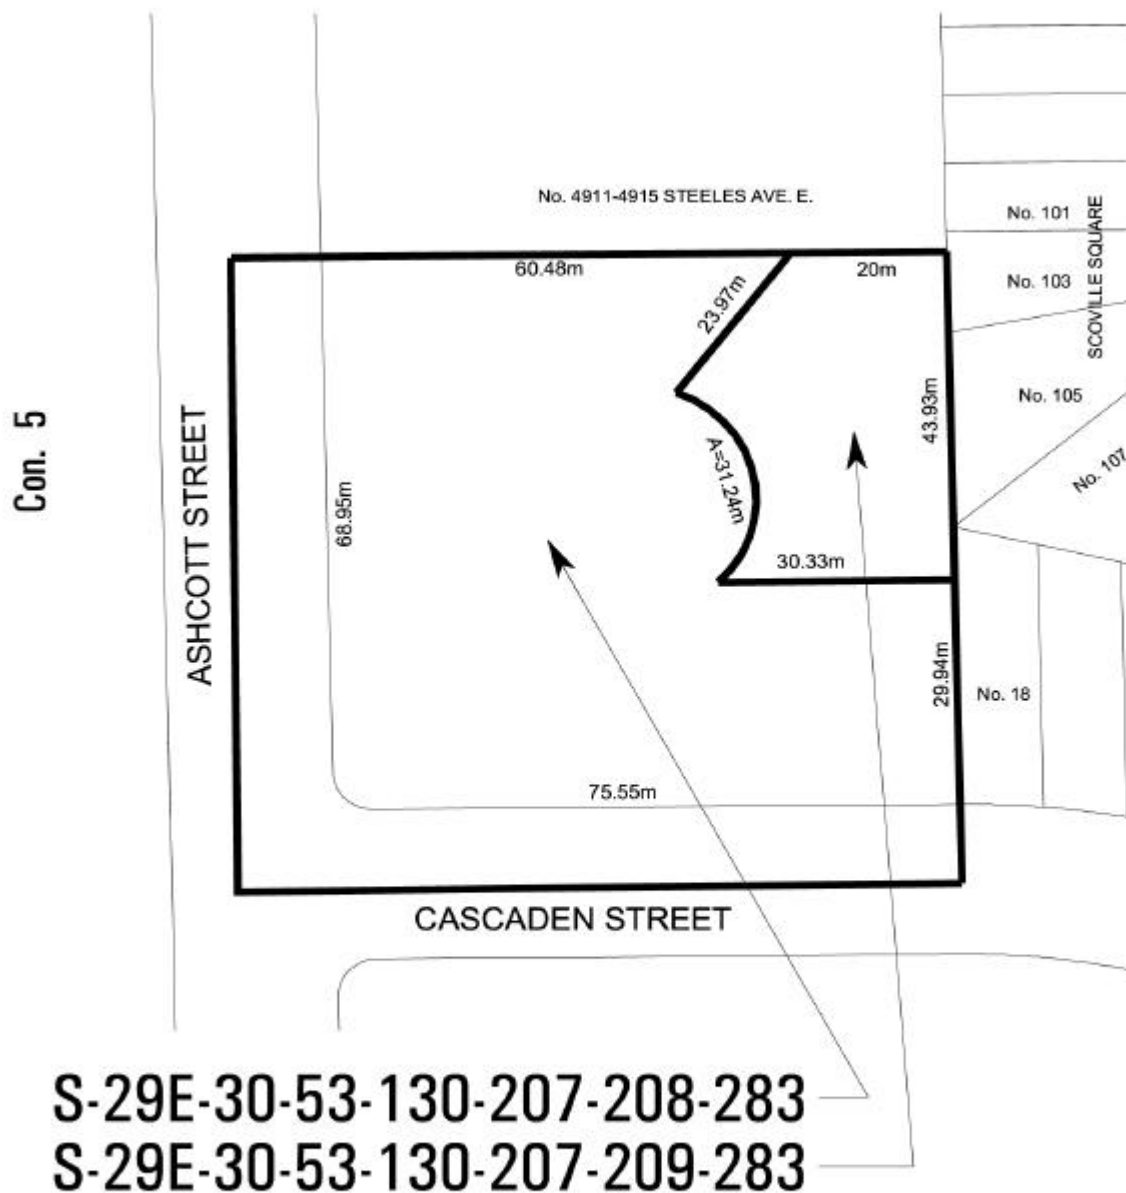 No. 4911-4915 STEELES AVE. E.
No. 101
SCOVILLE SQUARE
60.48m
20m
No. 103
23.97m
No. 105
Con. 5
ASHCOTT STREET
43.93m
No. 107
68.95m
A=31.24m
30.33m
29.94m
No. 18
75.55m
CASCADEN STREET
S-29E-30-53-130-207-208-283
S-29E-30-53-130-207-209-283